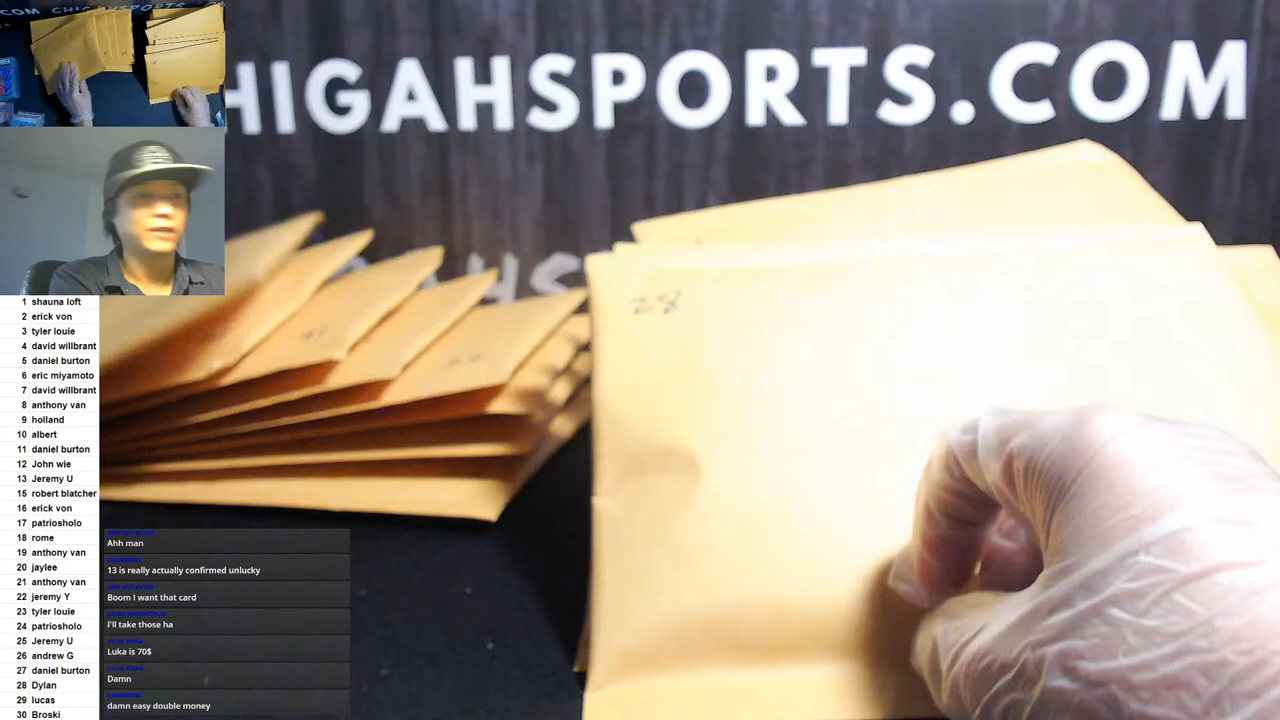 COM CHIGAHSPORTS
HIGAHSPORTS.COM
28
1 shauna loft
2 erick von
3 tyler louie
4 david willbrant
5 daniel burton
6 eric miyamoto
7 david willbrant
8 anthony van
9 holland
10 albert
11 daniel burton
12 John wie
13 Jeremy U
15 robert blatcher
16 erick von
17 patriosholo
18 rome
19 anthony van
20 jaylee
21 anthony van
22 jeremy Y
23 tyler louie
24 patriosholo
25 Jeremy U
26 andrew G
27 daniel burton
28 Dylan
29 lucas
30 Broski
Ahh man
13 is really actually confirmed unlucky
Boom I want that card
I'll take those ha
Luka is 70$
Damn
damn easy double money